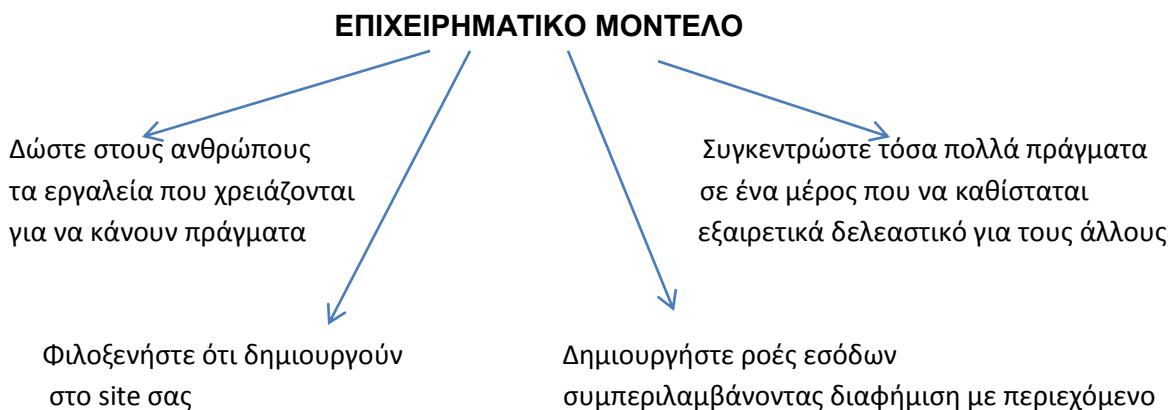 ΕΠΙΧΕΙΡΗΜΑΤΙΚΟ ΜΟΝΤΕΛΟ
Δώστε στους ανθρώπους
τα εργαλεία που χρειάζονται
για να κάνουν πράγματα
Συγκεντρώστε τόσα πολλά πράγματα
σε ένα μέρος που να καθίσταται
εξαιρετικά δελεαστικό για τους άλλους
Φιλοξενήστε ότι δημιουργούν
στο site σας
Δημιουργήστε ροές εσόδων
συμπεριλαμβάνοντας διαφήμιση με περιεχόμενο